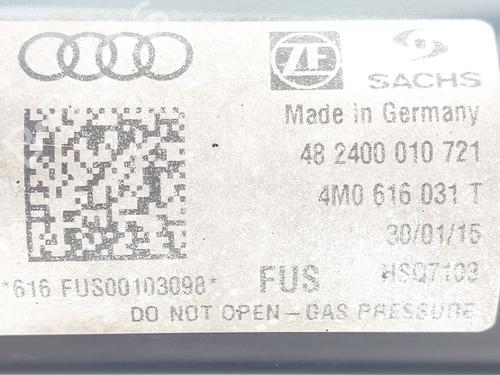 ZF SACHS
Made in Germany
48 2400 010 721
4M0 616 031 T
30/01/15
*616 FUS00103098* FUS HSQ7103
DO NOT OPEN - GAS PRESSURE